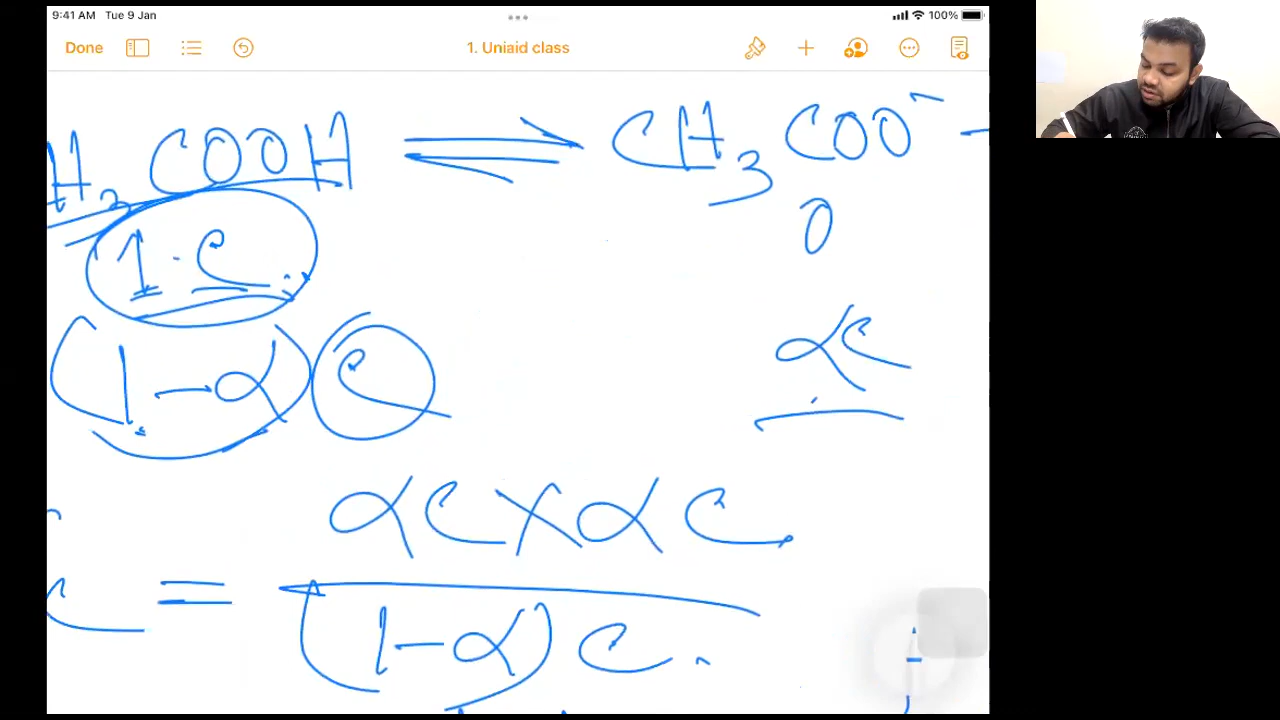 9:41 AM Tue 9 Jan 100%
Done 1. Uniaid class
H₃COOH ⇌ CH₃COO⁻
1·C 0
(1-α)C αC
αC×αC
C = ―――
(1-α)C